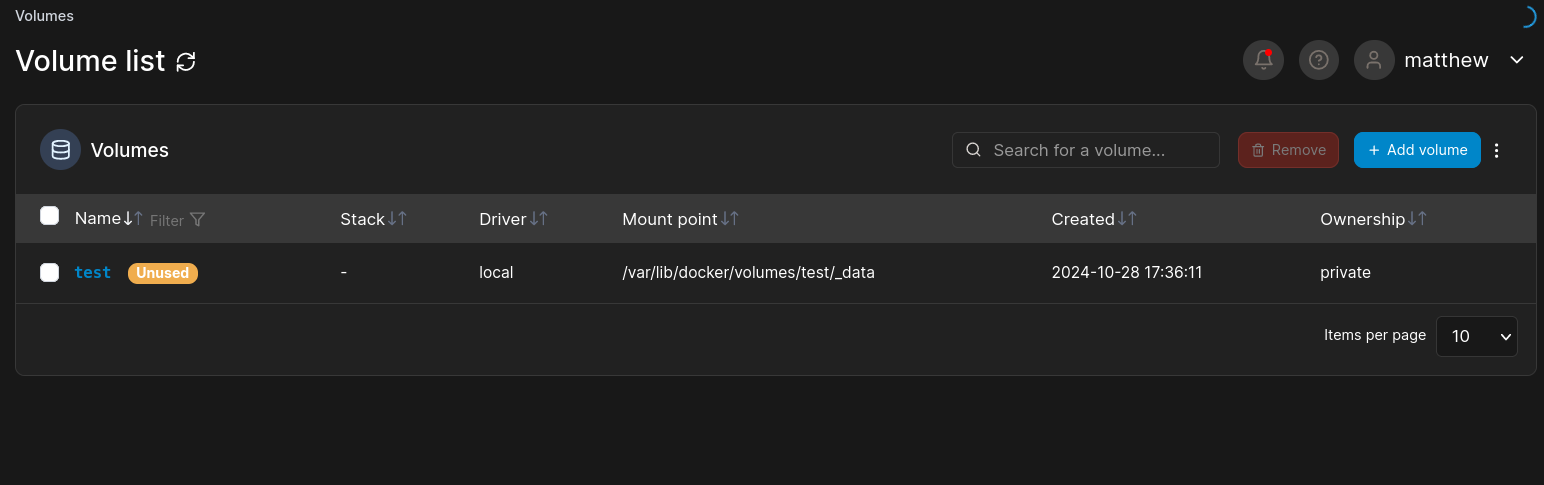 Volumes
Volume list
matthew
Volumes
Search for a volume...
Remove
Add volume
Name Filter Stack Driver Mount point Created Ownership
test Unused - local /var/lib/docker/volumes/test/_data 2024-10-28 17:36:11 private
Items per page 10